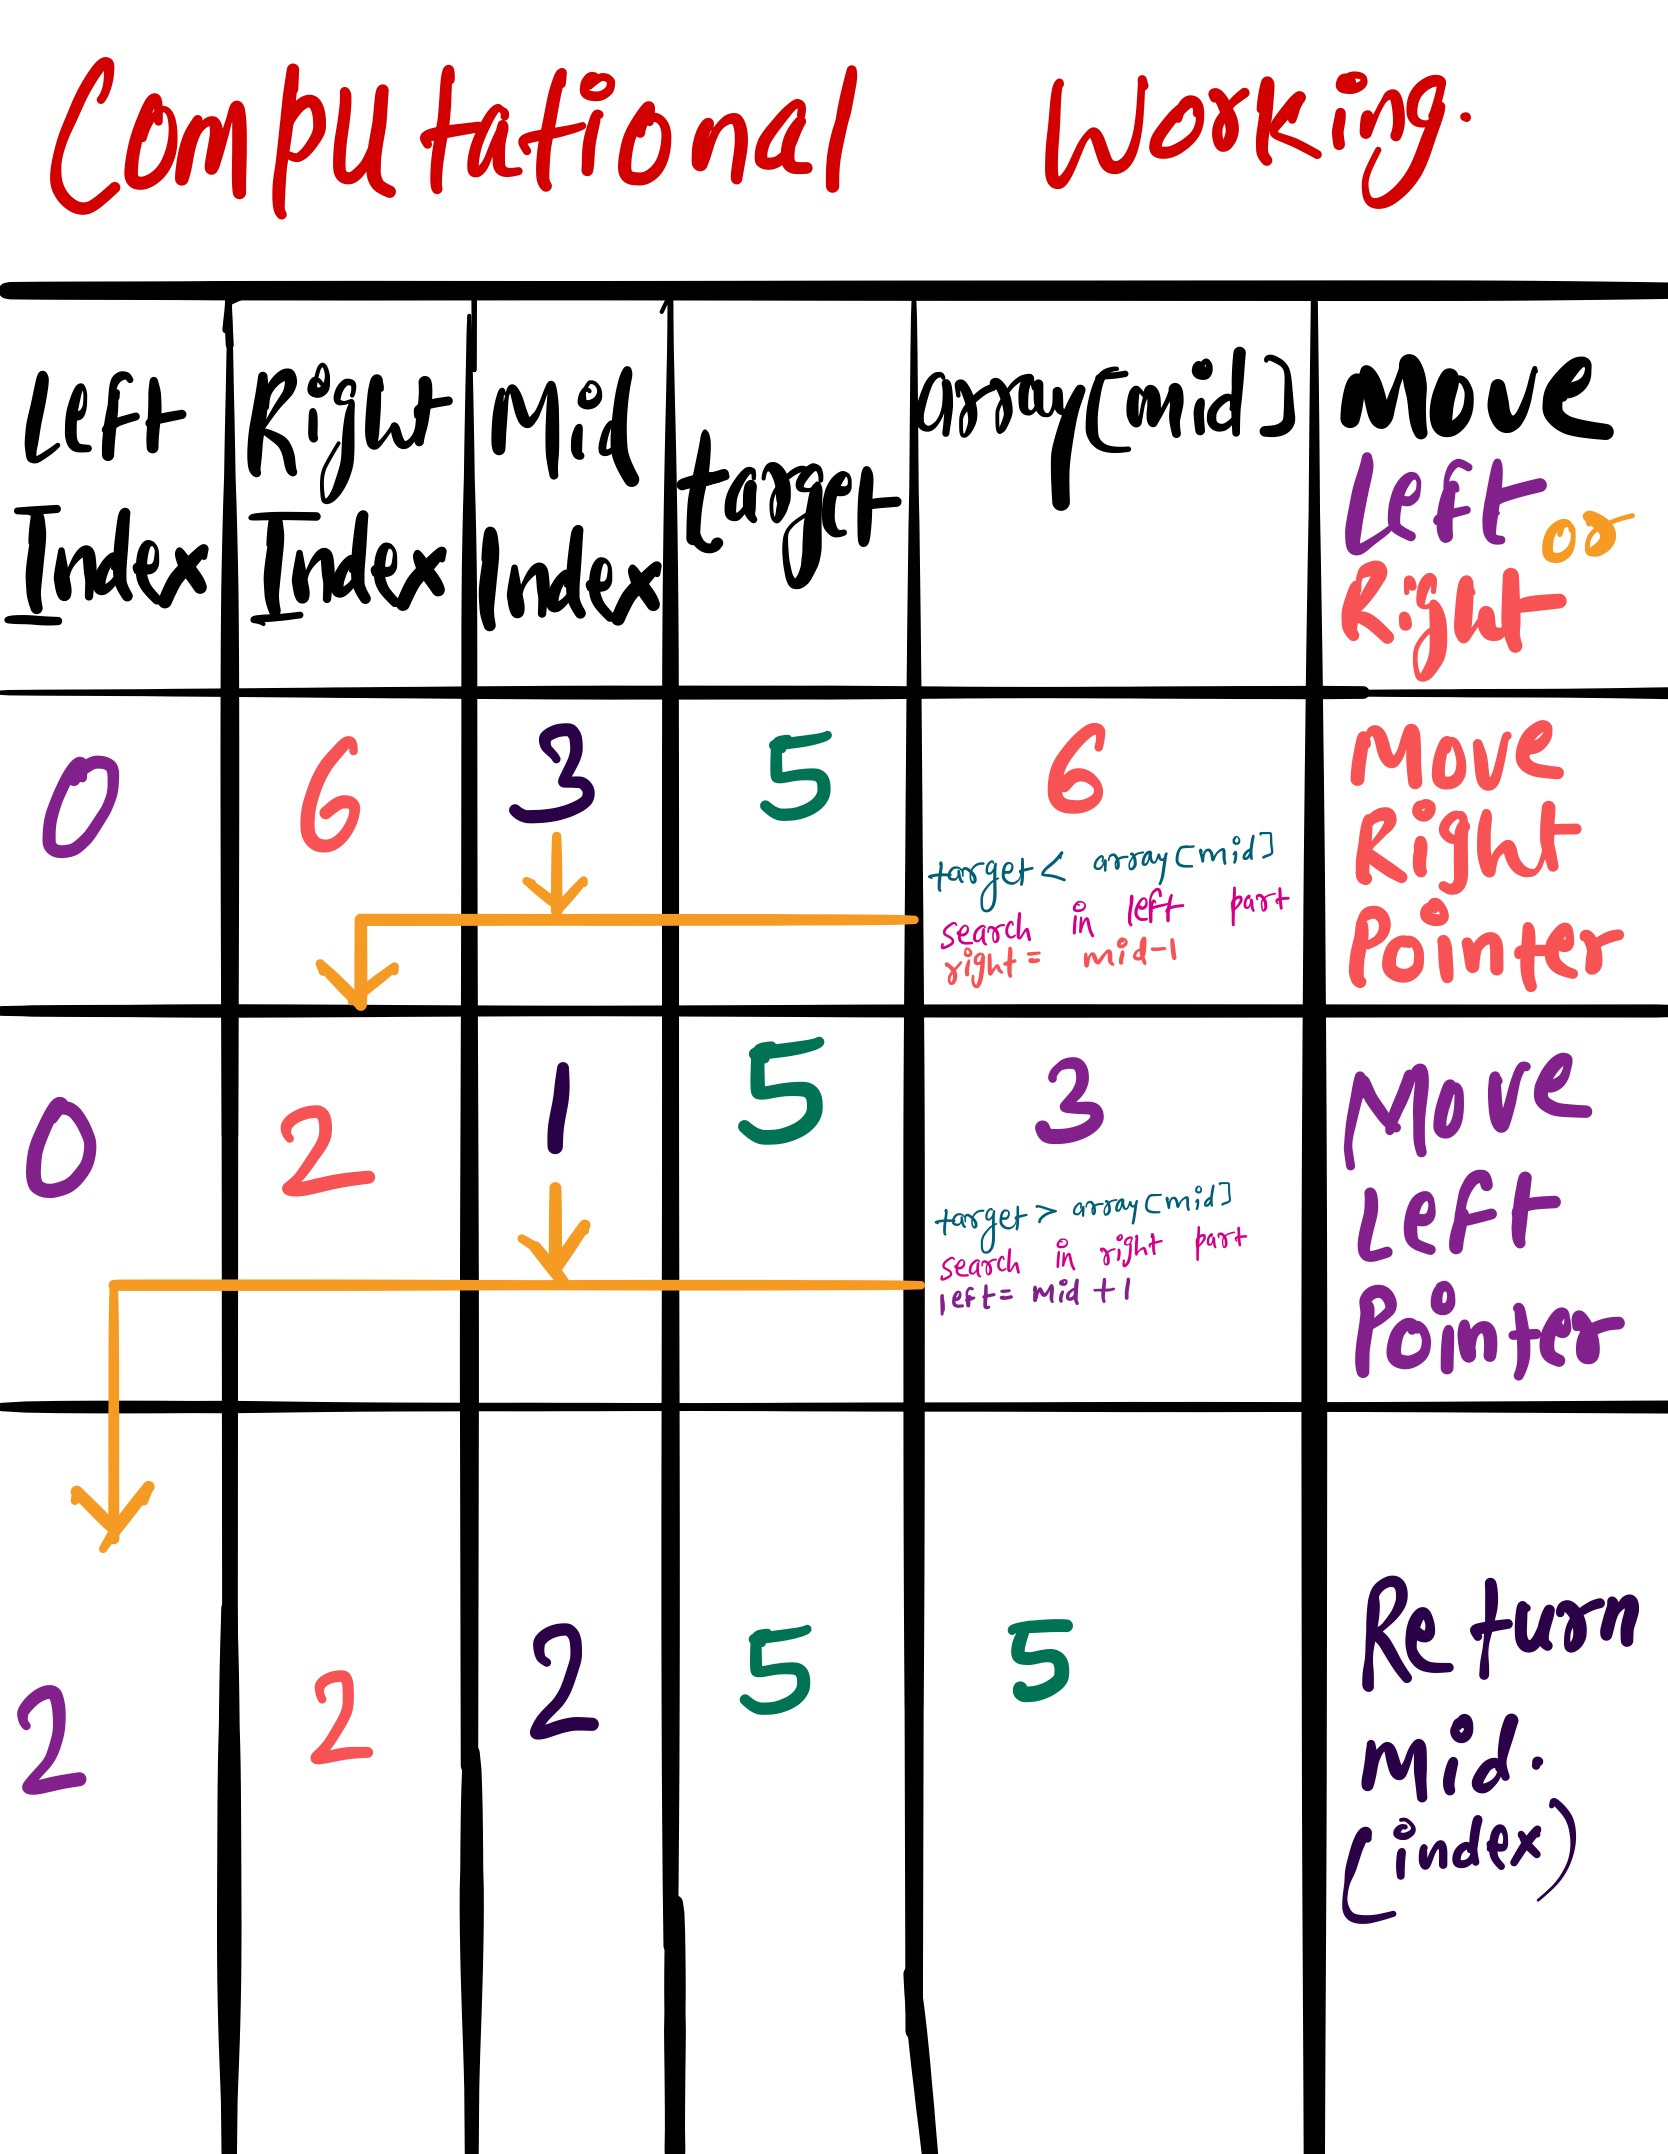 Computational Working.
Left Index
Right Index
Mid Index
target
array[mid]
Move Left or Right
0
6
3
5
6
target < array[mid]
search in left part
right = mid-1
Move
Right
Pointer
0
2
1
5
3
target > array[mid]
search in right part
left = mid +1
Move
Left
Pointer
2
2
2
5
5
Return
Mid.
(index)